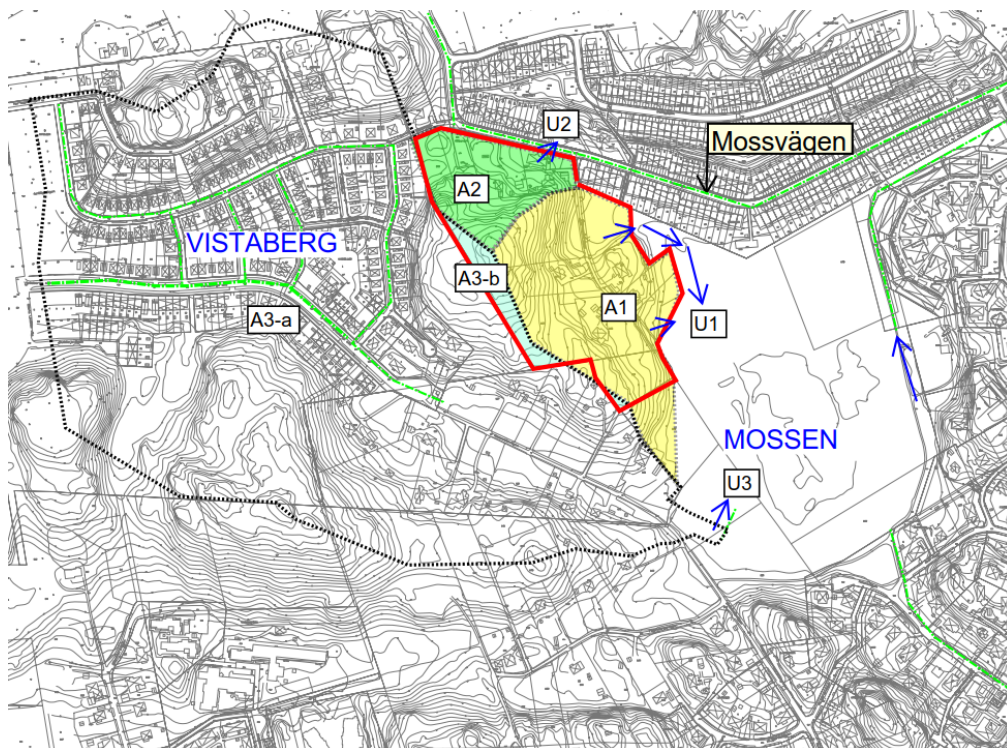 U2
Mossvägen
A2
VISTABERG
A3-b
A1
U1
A3-a
MOSSEN
U3